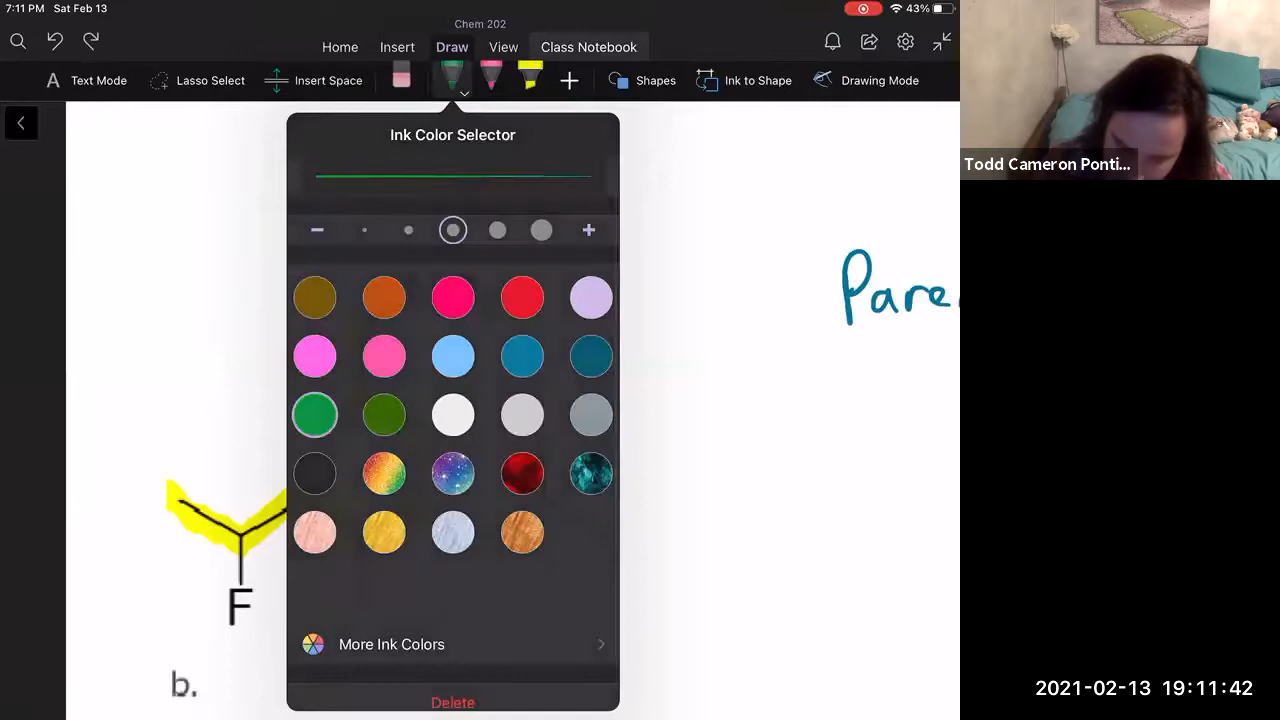 7:11 PM Sat Feb 13
43%
Chem 202
Home Insert Draw View Class Notebook
A Text Mode Lasso Select Insert Space Shapes Ink to Shape Drawing Mode
Ink Color Selector
Todd Cameron Ponti...
Pare
F
b.
More Ink Colors
Delete
2021-02-13 19:11:42